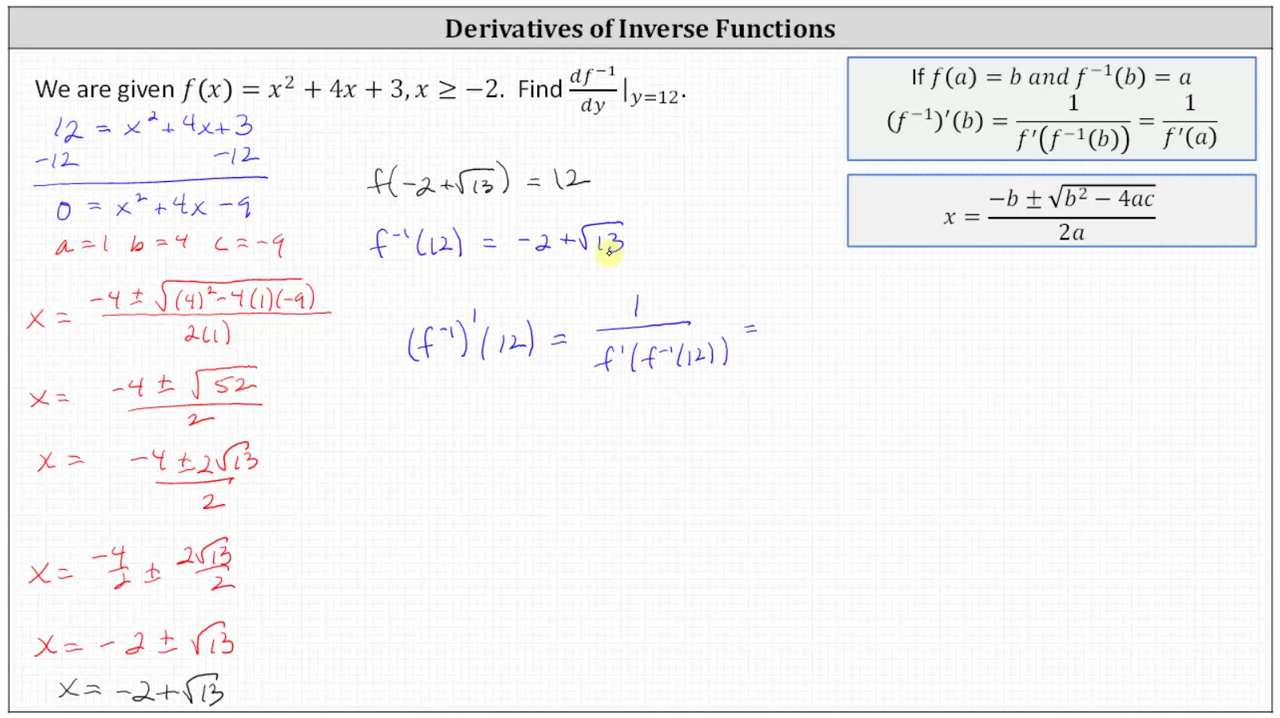 Derivatives of Inverse Functions
We are given f(x) = x² + 4x + 3, x ≥ −2. Find df⁻¹/dy |y=12.
12 = x² + 4x + 3
−12 −12
0 = x² + 4x − 9
a = 1 b = 4 c = −9
x = (−4 ± √((4)² − 4(1)(−9))) / 2(1)
x = (−4 ± √52) / 2
x = (−4 ± 2√13) / 2
x = −4/2 ± 2√13/2
x = −2 ± √13
x = −2 + √13
f(−2 + √13) = 12
f⁻¹(12) = −2 + √13
(f⁻¹)'(12) = 1 / f'(f⁻¹(12)) =
If f(a) = b and f⁻¹(b) = a
(f⁻¹)'(b) = 1 / f'(f⁻¹(b)) = 1 / f'(a)
x = (−b ± √(b² − 4ac)) / 2a